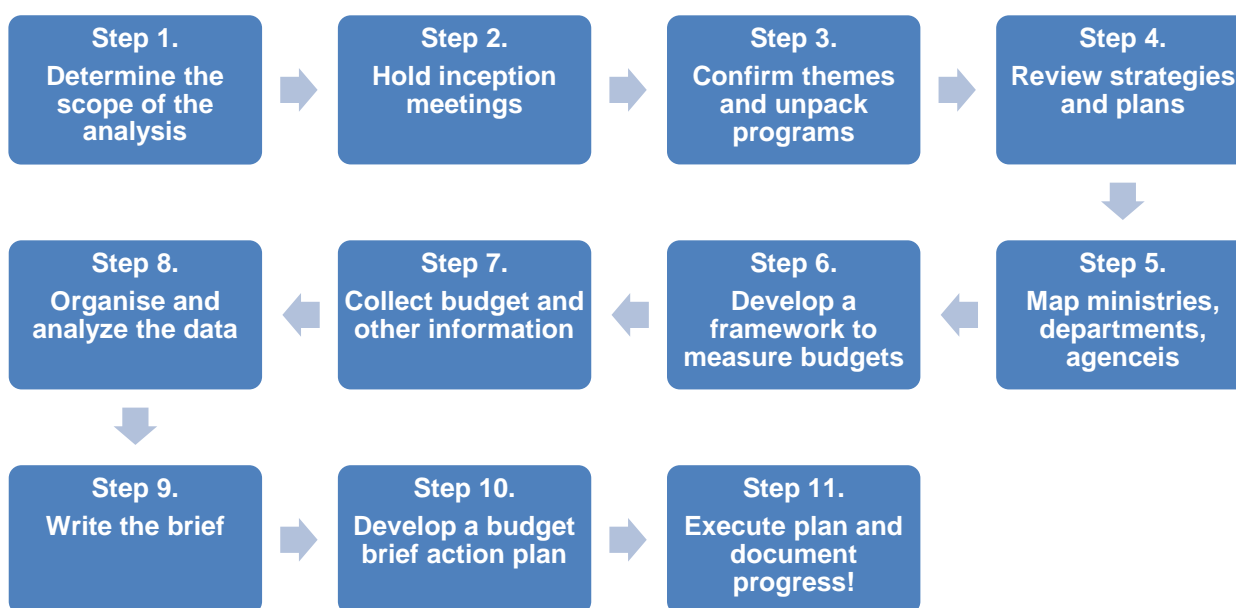 Step 1.
Determine the
scope of the
analysis
Step 2.
Hold inception
meetings
Step 3.
Confirm themes
and unpack
programs
Step 4.
Review strategies
and plans
Step 5.
Map ministries,
departments,
agenceis
Step 6.
Develop a
framework to
measure budgets
Step 7.
Collect budget and
other information
Step 8.
Organise and
analyze the data
Step 9.
Write the brief
Step 10.
Develop a budget
brief action plan
Step 11.
Execute plan and
document
progress!